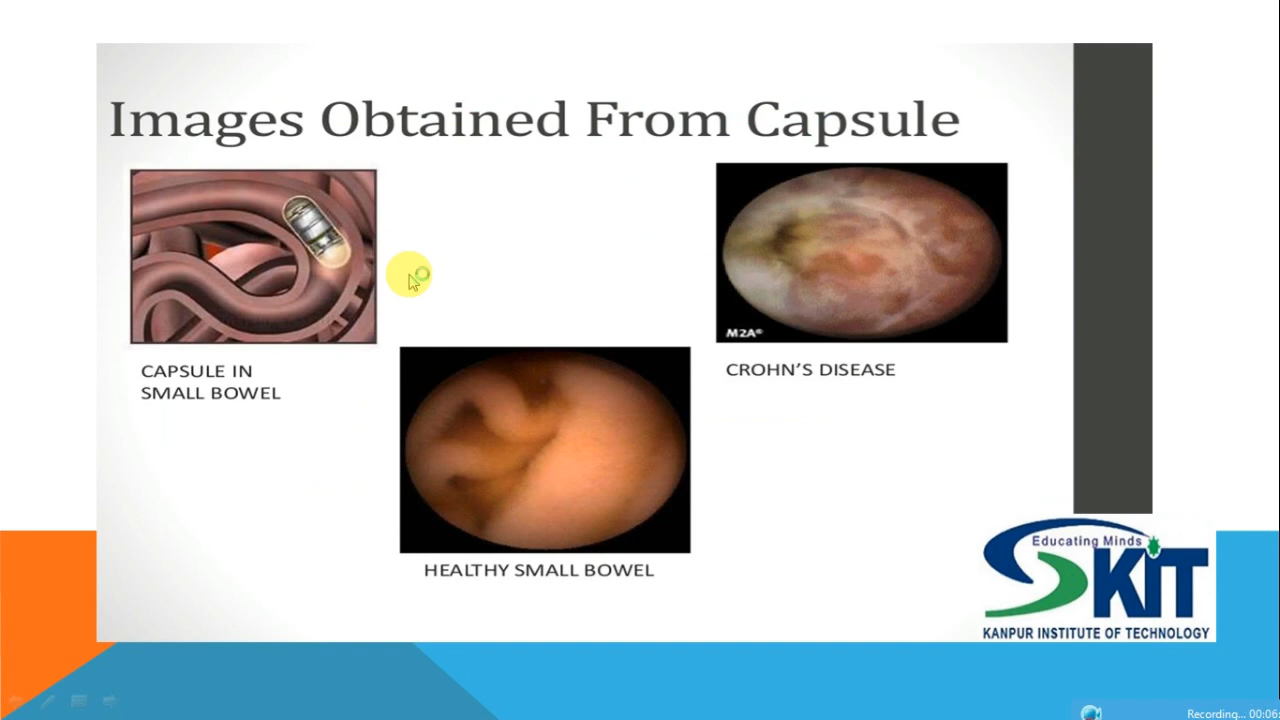 Images Obtained From Capsule
CAPSULE IN
SMALL BOWEL
M2A®
CROHN'S DISEASE
HEALTHY SMALL BOWEL
Educating Minds
KIT
KANPUR INSTITUTE OF TECHNOLOGY
Recording... 00:06: